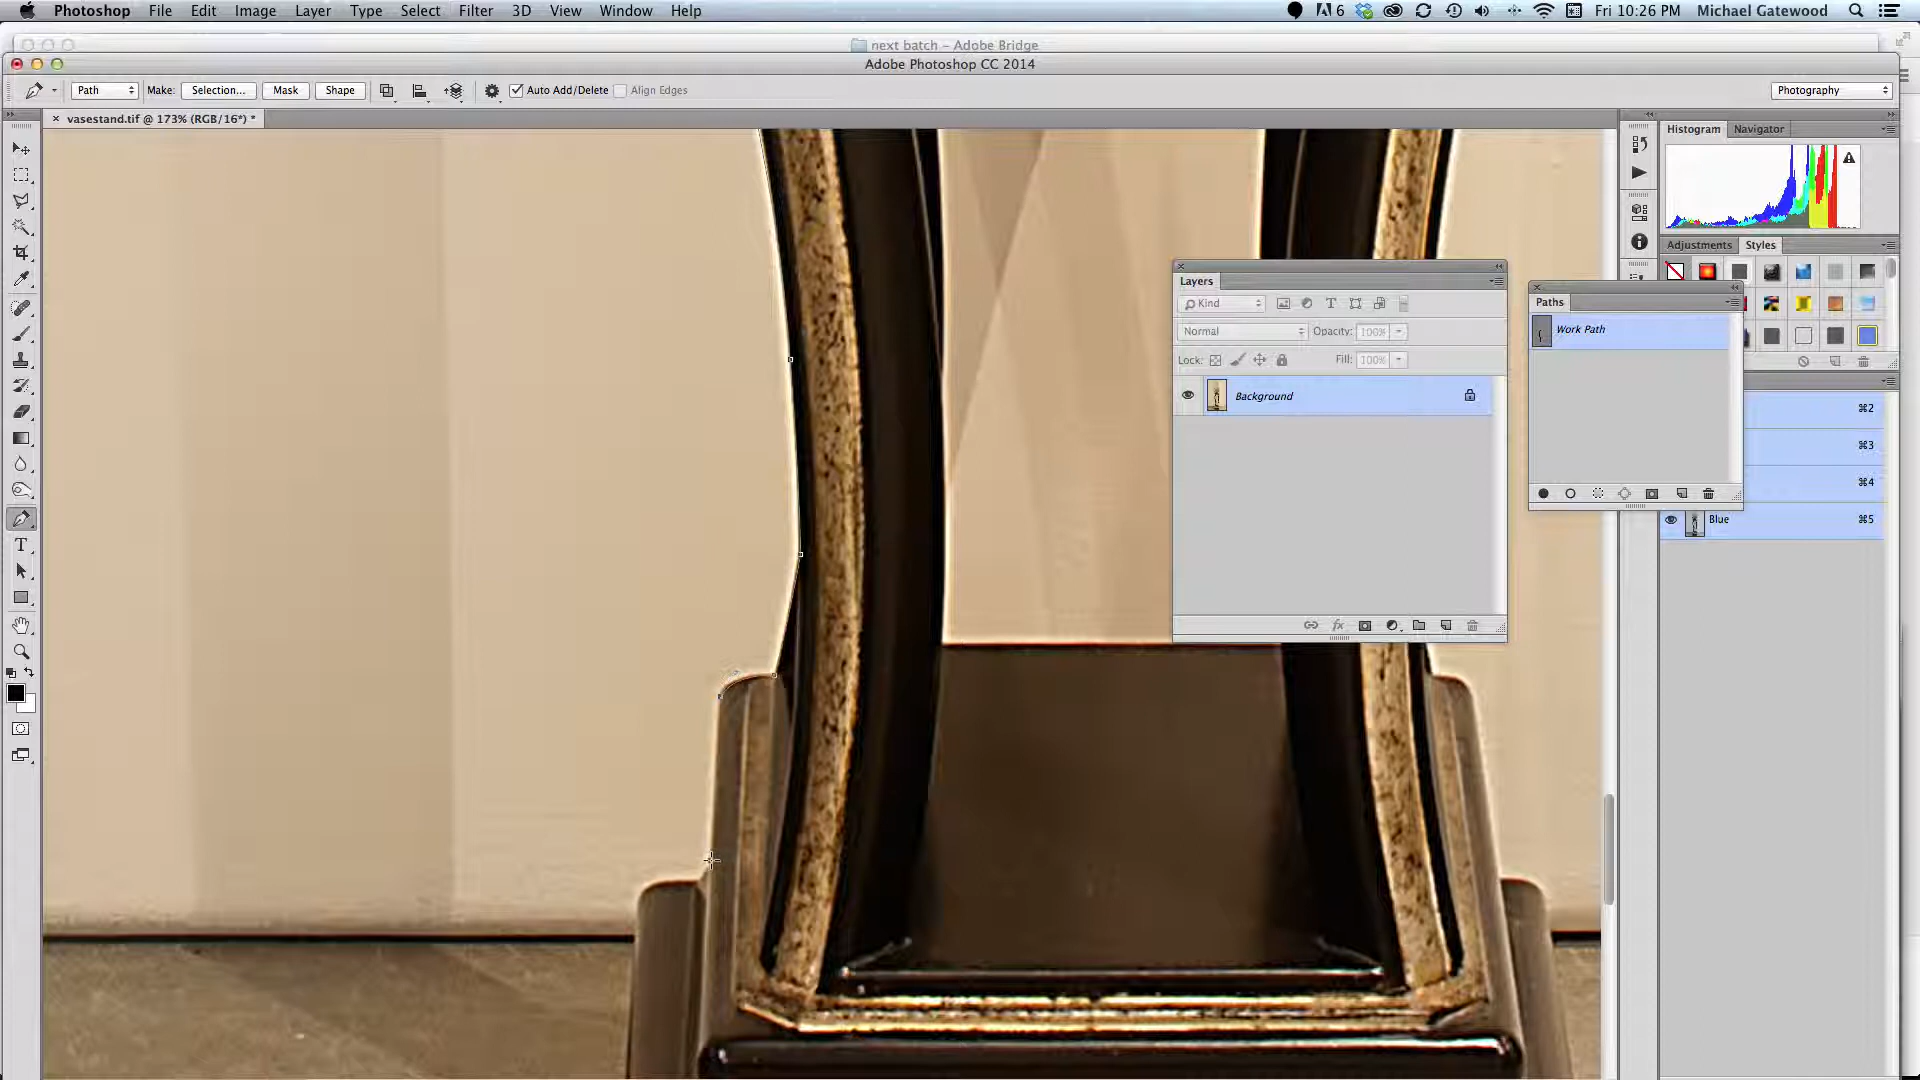 Photoshop File Edit Image Layer Type Select Filter 3D View Window Help 6 Fri 10:26 PM Michael Gatewood
next batch – Adobe Bridge
Adobe Photoshop CC 2014
Path Make: Selection... Mask Shape Auto Add/Delete Align Edges Photography
× vasestand.tif @ 173% (RGB/16*) *
Histogram Navigator
Adjustments Styles
Layers
Kind
Normal Opacity: 100%
Lock: Fill: 100%
Background
Paths
Work Path
⌘2
⌘3
⌘4
Blue ⌘5